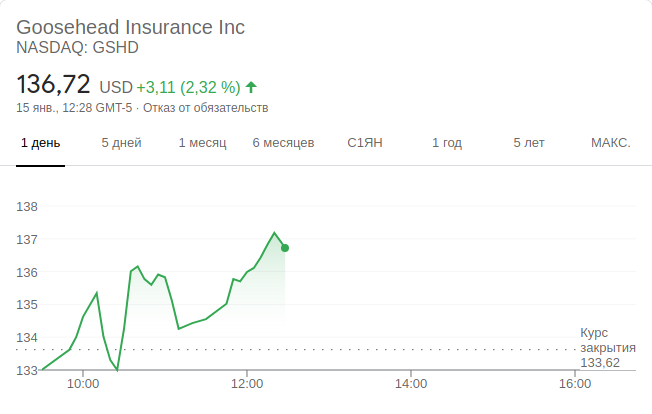 Goosehead Insurance Inc
NASDAQ: GSHD
136,72 USD +3,11 (2,32 %)
15 янв., 12:28 GMT-5 · Отказ от обязательств
1 день 5 дней 1 месяц 6 месяцев С1ЯН 1 год 5 лет МАКС.
138
137
136
135
134
133
Курс
закрытия
133,62
10:00 12:00 14:00 16:00